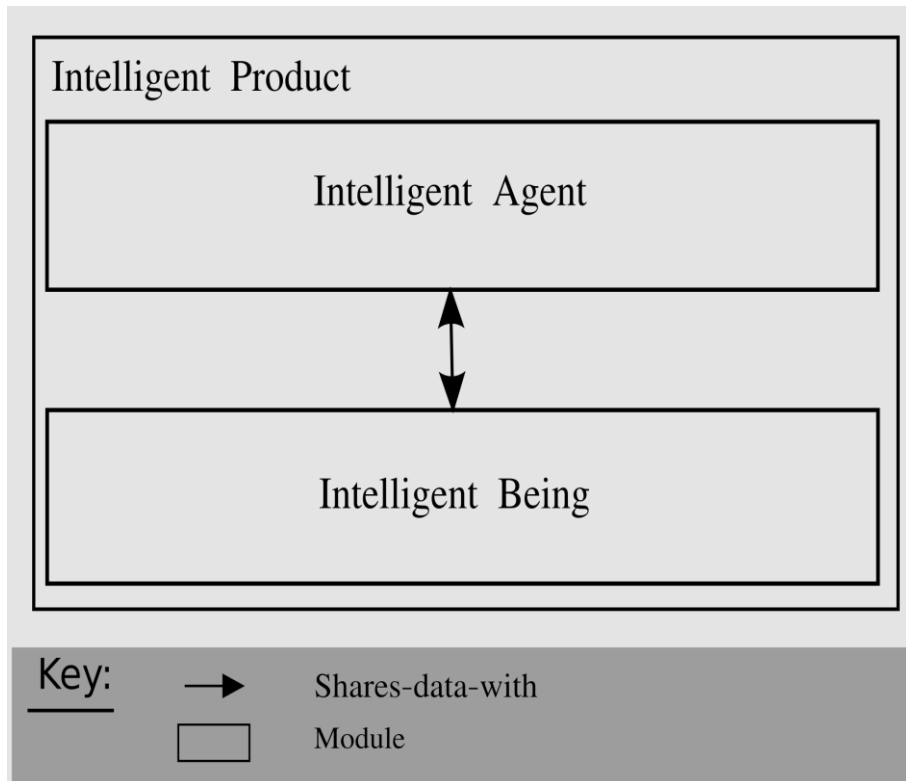 Intelligent Product
Intelligent Agent
Intelligent Being
Key:
Shares-data-with
Module